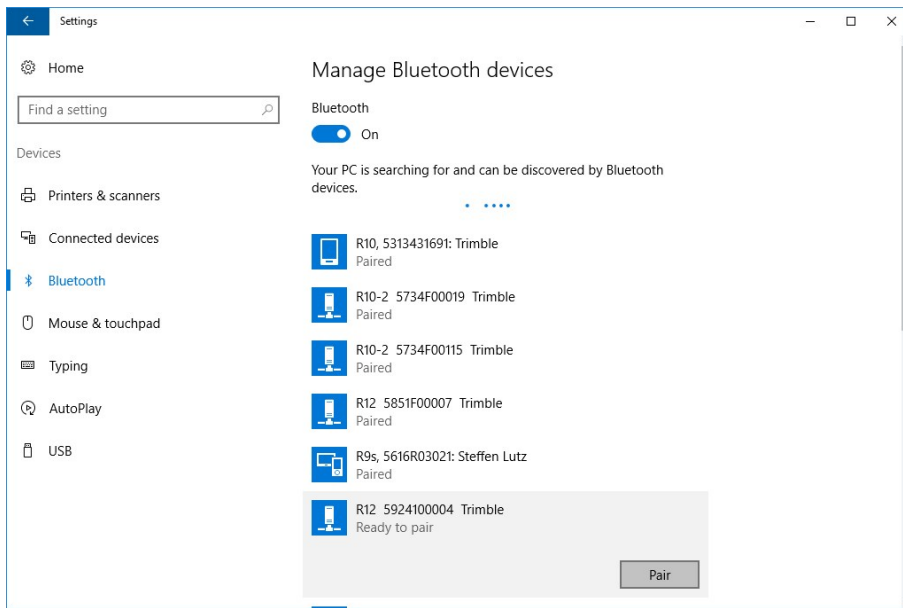 Settings
Home
Find a setting
Devices
Printers & scanners
Connected devices
Bluetooth
Mouse & touchpad
Typing
AutoPlay
USB
Manage Bluetooth devices
Bluetooth
On
Your PC is searching for and can be discovered by Bluetooth
devices.
R10, 5313431691: Trimble
Paired
R10-2 5734F00019 Trimble
Paired
R10-2 5734F00115 Trimble
Paired
R12 5851F00007 Trimble
Paired
R9s, 5616R03021: Steffen Lutz
Paired
R12 5924100004 Trimble
Ready to pair
Pair